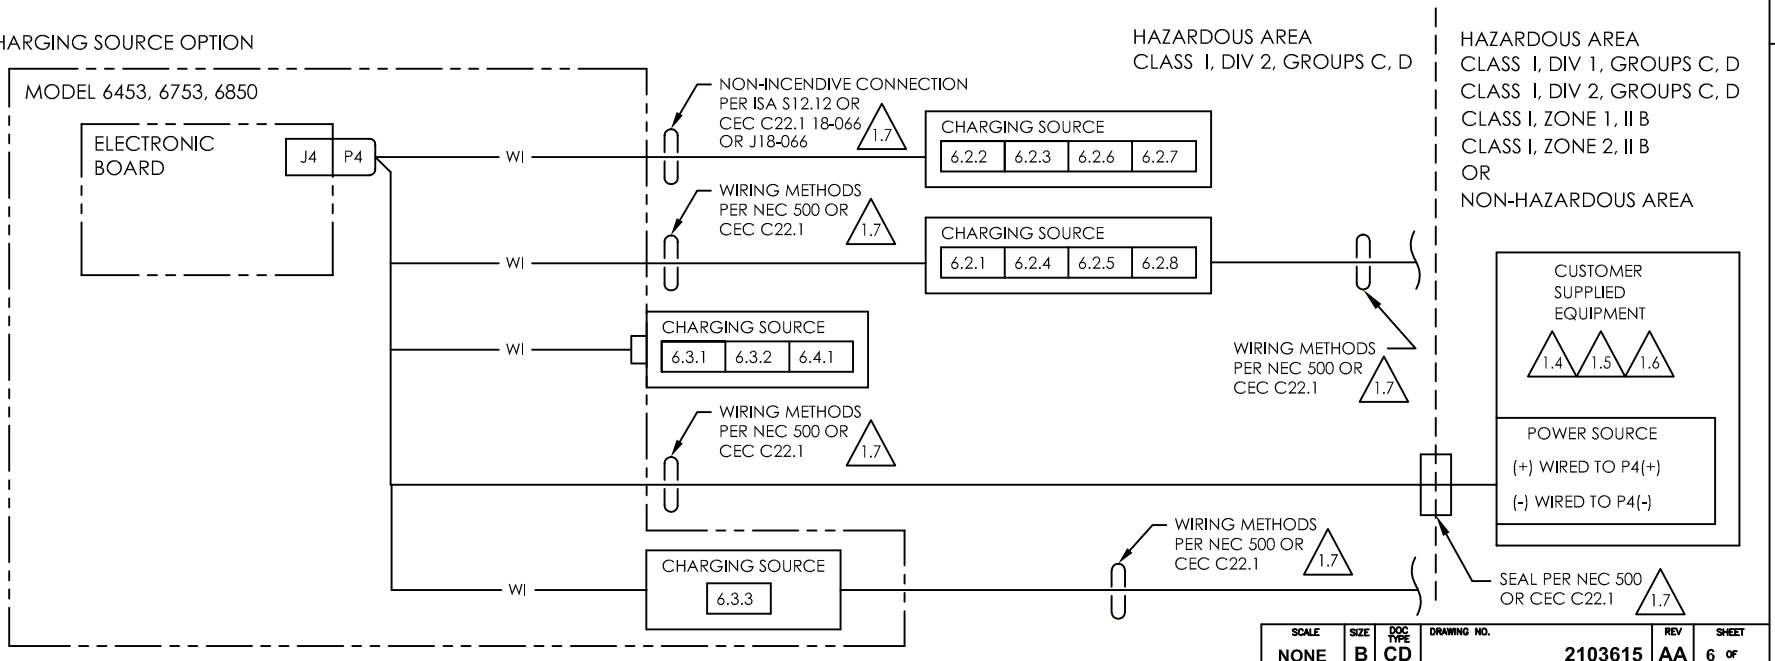 HARGING SOURCE OPTION
HAZARDOUS AREA
CLASS I, DIV 2, GROUPS C, D
HAZARDOUS AREA
CLASS I, DIV 1, GROUPS C, D
CLASS I, DIV 2, GROUPS C, D
CLASS I, ZONE 1, II B
CLASS I, ZONE 2, II B
OR
NON-HAZARDOUS AREA
MODEL 6453, 6753, 6850
ELECTRONIC
BOARD
J4 P4
WI
NON-INCENDIVE CONNECTION
PER ISA S12.12 OR
CEC C22.1 18-066
OR J18-066
1.7
CHARGING SOURCE
6.2.2 6.2.3 6.2.6 6.2.7
WI
WIRING METHODS
PER NEC 500 OR
CEC C22.1
1.7
CHARGING SOURCE
6.2.1 6.2.4 6.2.5 6.2.8
WIRING METHODS
PER NEC 500 OR
CEC C22.1
1.7
WI
CHARGING SOURCE
6.3.1 6.3.2 6.4.1
WIRING METHODS
PER NEC 500 OR
CEC C22.1
1.7
CUSTOMER
SUPPLIED
EQUIPMENT
1.4 1.5 1.6
POWER SOURCE
(+) WIRED TO P4(+)
(-) WIRED TO P4(-)
WI
CHARGING SOURCE
6.3.3
WIRING METHODS
PER NEC 500 OR
CEC C22.1
1.7
SEAL PER NEC 500
OR CEC C22.1
1.7
SCALE SIZE DOC TYPE DRAWING NO. REV SHEET
NONE B CD 2103615 AA 6 OF